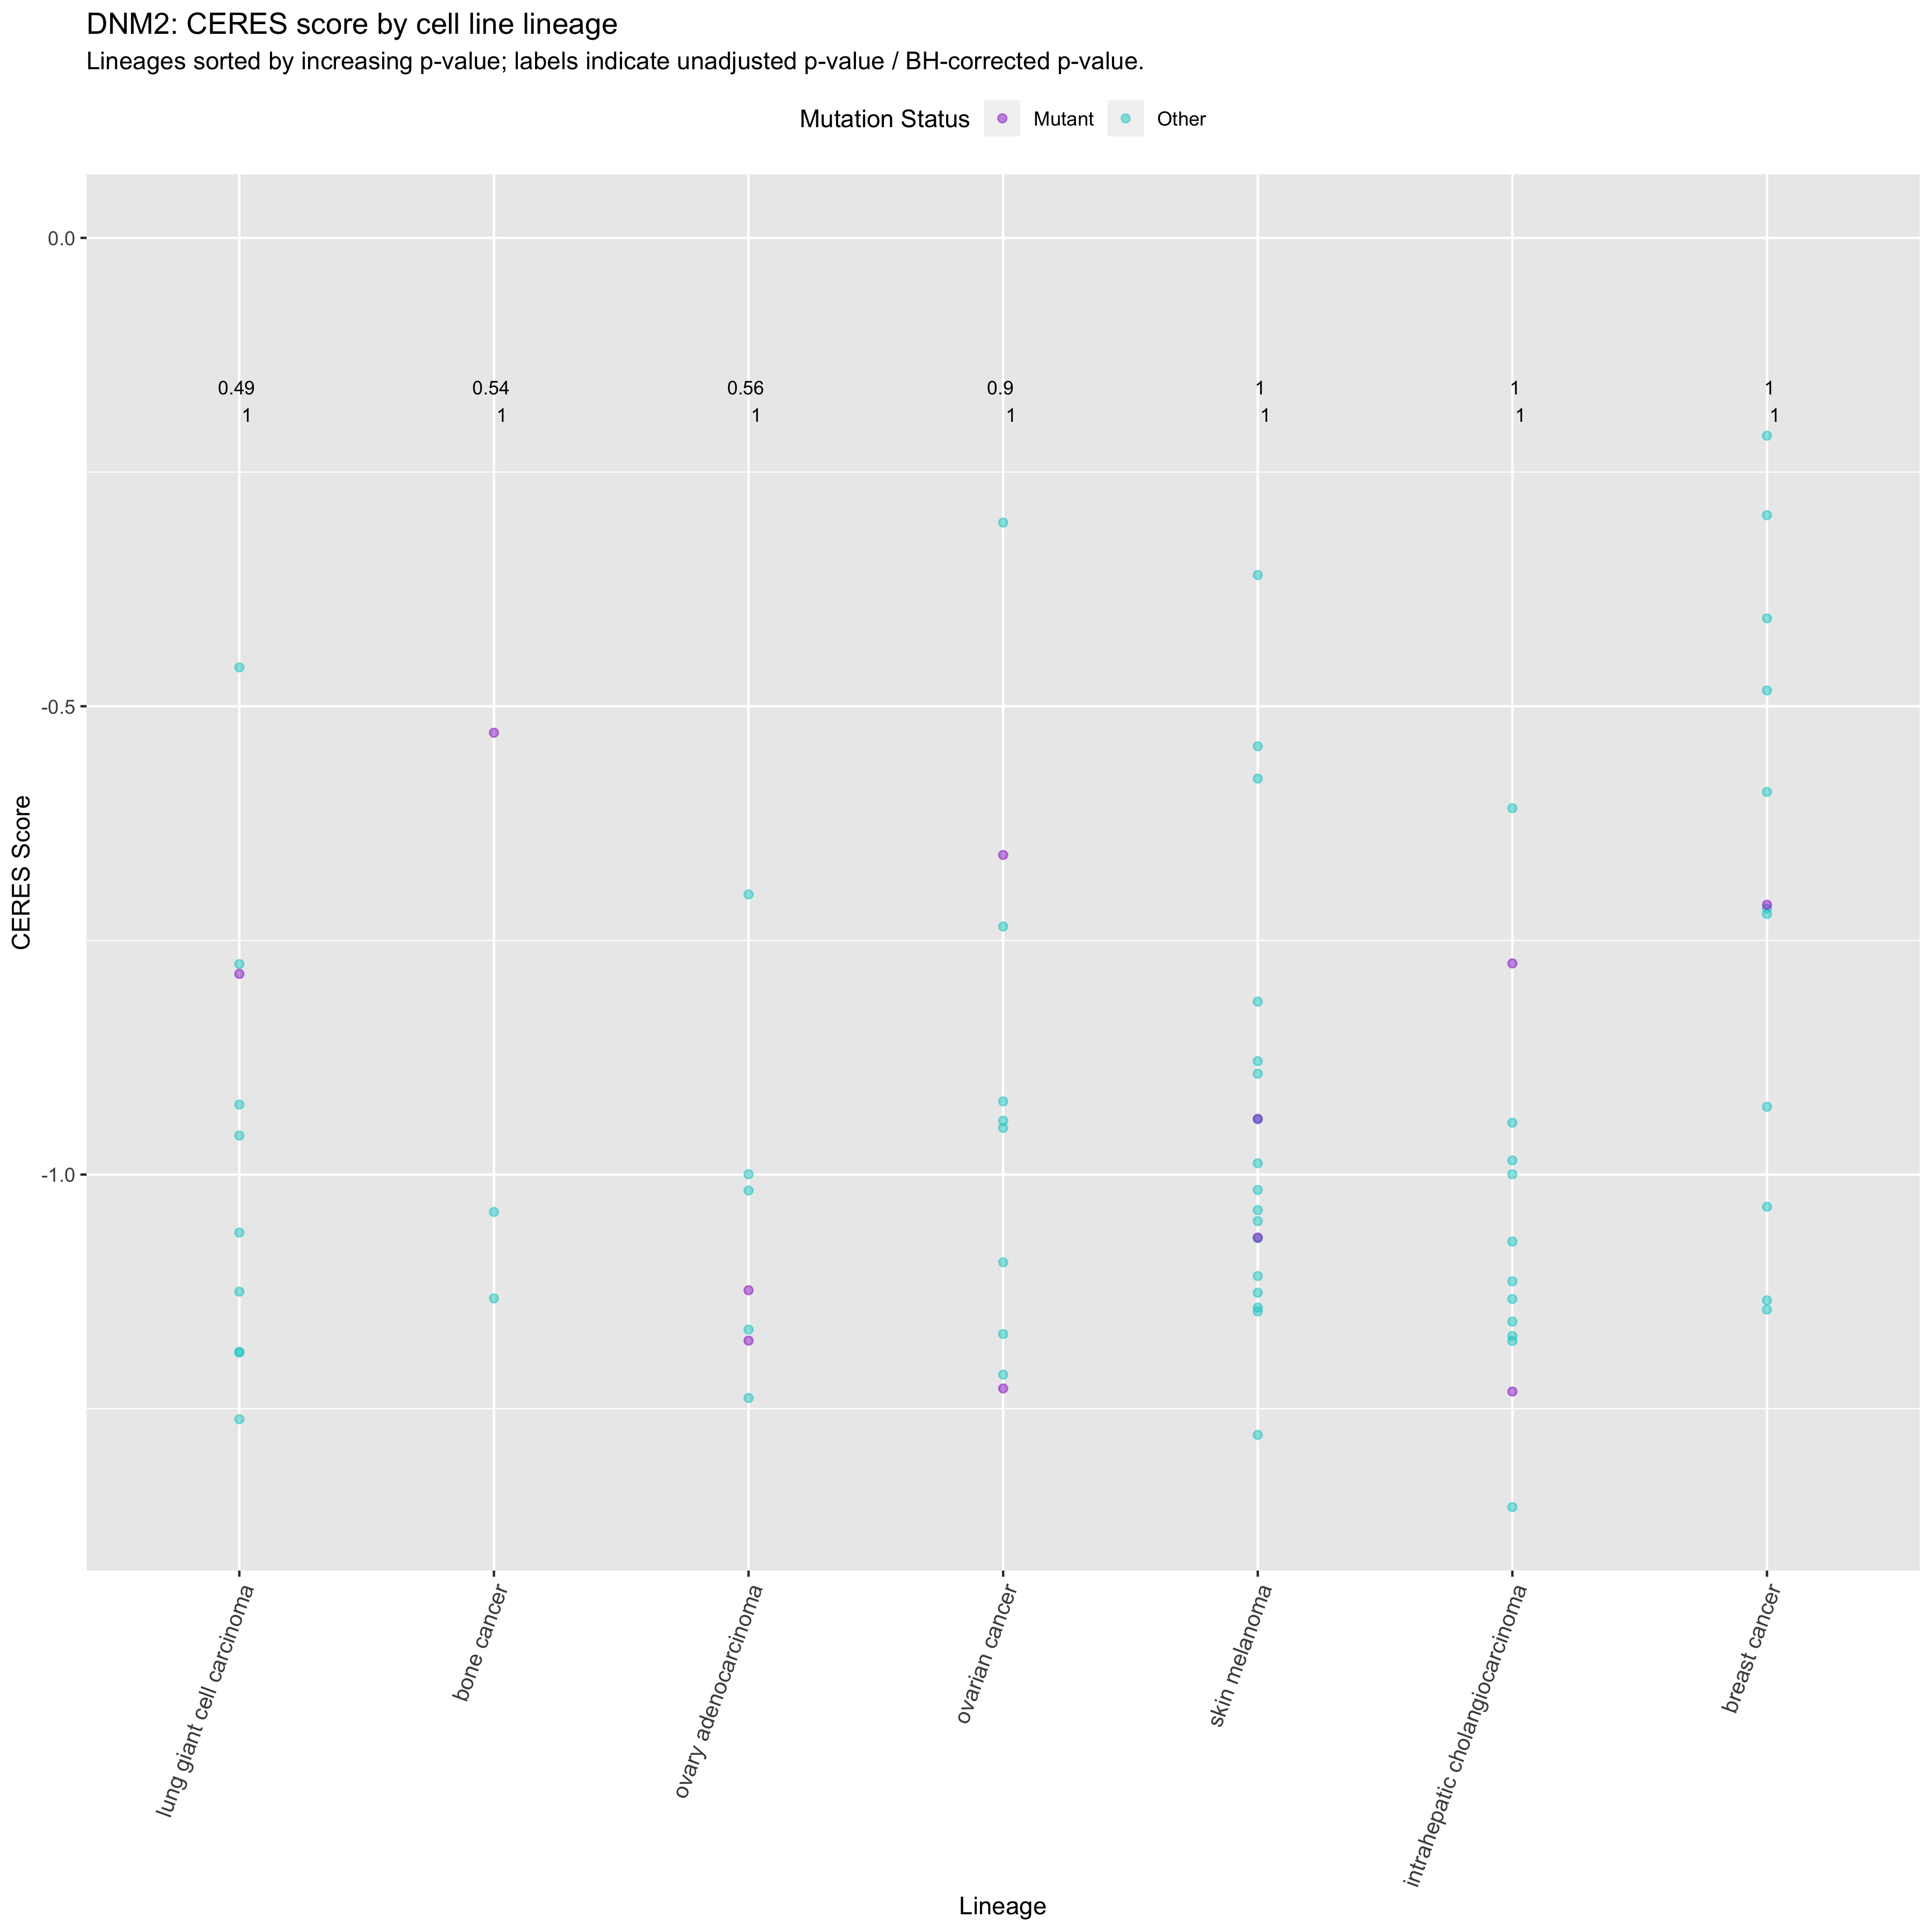 DNM2: CERES score by cell line lineage
Lineages sorted by increasing p-value; labels indicate unadjusted p-value / BH-corrected p-value.
Mutation Status Mutant Other
0.0
-0.5
-1.0
CERES Score
0.49 0.54 0.56 0.9 1 1 1
1 1 1 1 1 1 1
lung giant cell carcinoma
bone cancer
ovary adenocarcinoma
ovarian cancer
skin melanoma
intrahepatic cholangiocarcinoma
breast cancer
Lineage